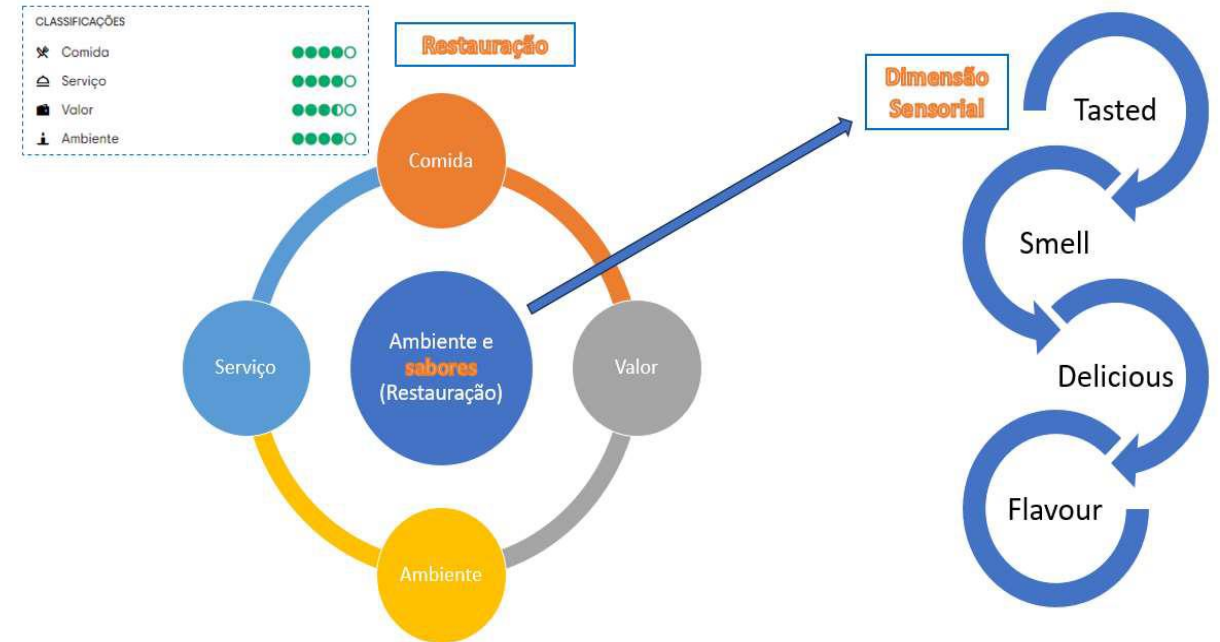 CLASSIFICAÇÕES
Comida
Serviço
Valor
Ambiente
Restauração
Comida
Serviço
Ambiente e
sabores
(Restauração)
Valor
Ambiente
Dimensão
Sensorial
Tasted
Smell
Delicious
Flavour